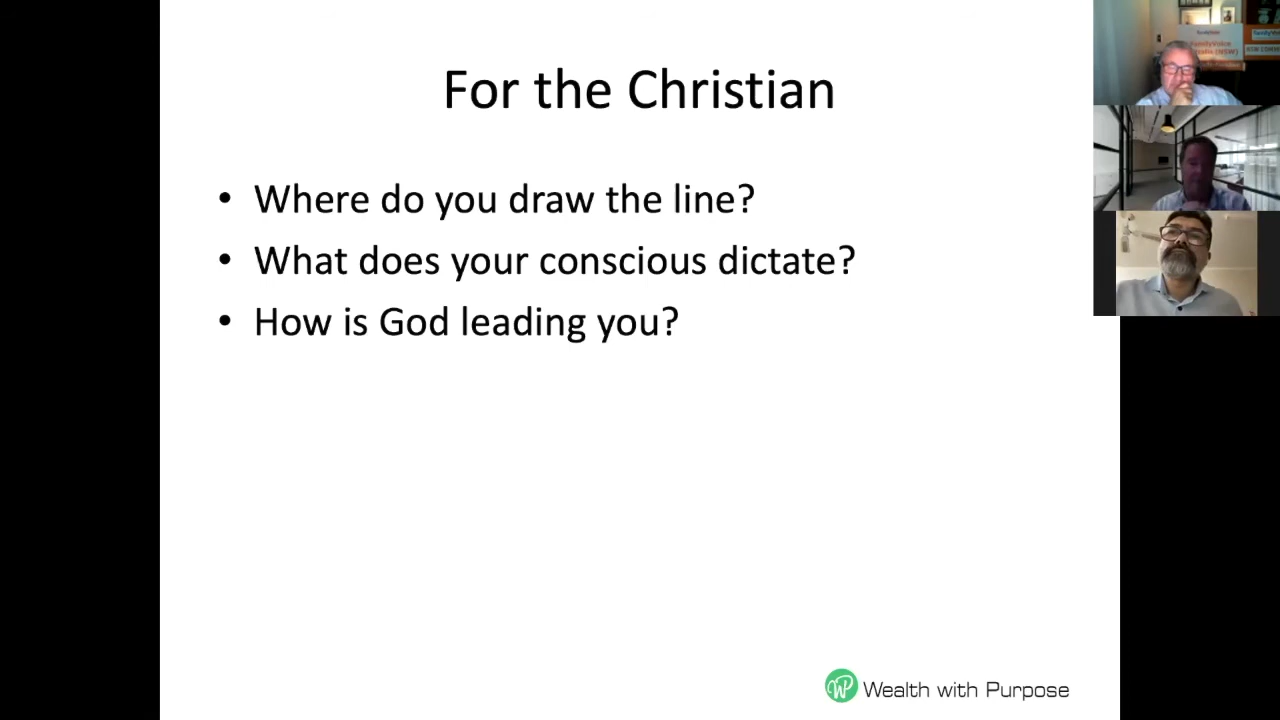 For the Christian
• Where do you draw the line?
• What does your conscious dictate?
• How is God leading you?
Wealth with Purpose